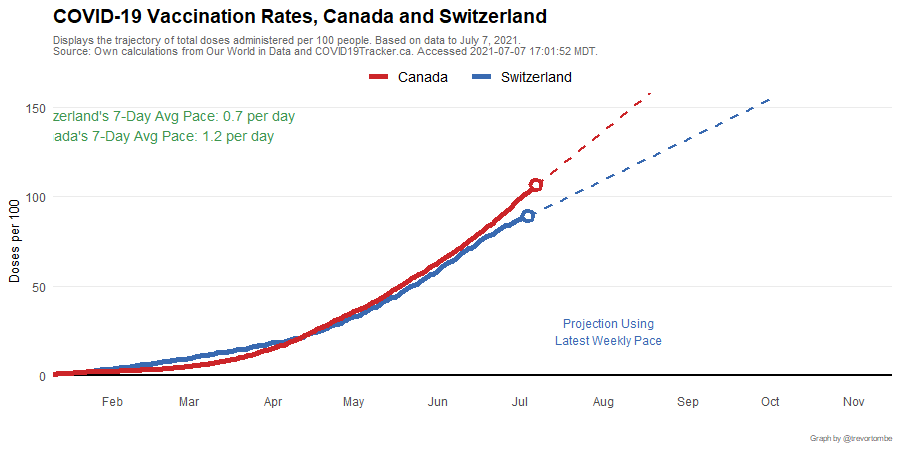 COVID-19 Vaccination Rates, Canada and Switzerland
Displays the trajectory of total doses administered per 100 people. Based on data to July 7, 2021.
Source: Own calculations from Our World in Data and COVID19Tracker.ca. Accessed 2021-07-07 17:01:52 MDT.
Canada Switzerland
zerland's 7-Day Avg Pace: 0.7 per day
ada's 7-Day Avg Pace: 1.2 per day
150
100
50
0
Doses per 100
Projection Using
Latest Weekly Pace
Feb Mar Apr May Jun Jul Aug Sep Oct Nov
Graph by @trevortombe